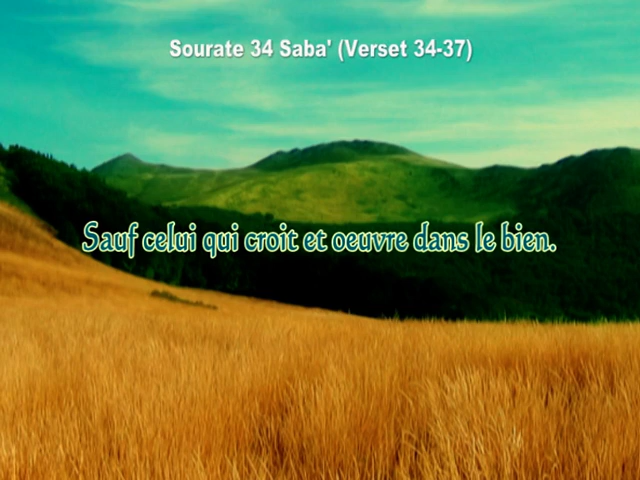 Sourate 34 Saba' (Verset 34-37)
Sauf celui qui croit et oeuvre dans le bien.